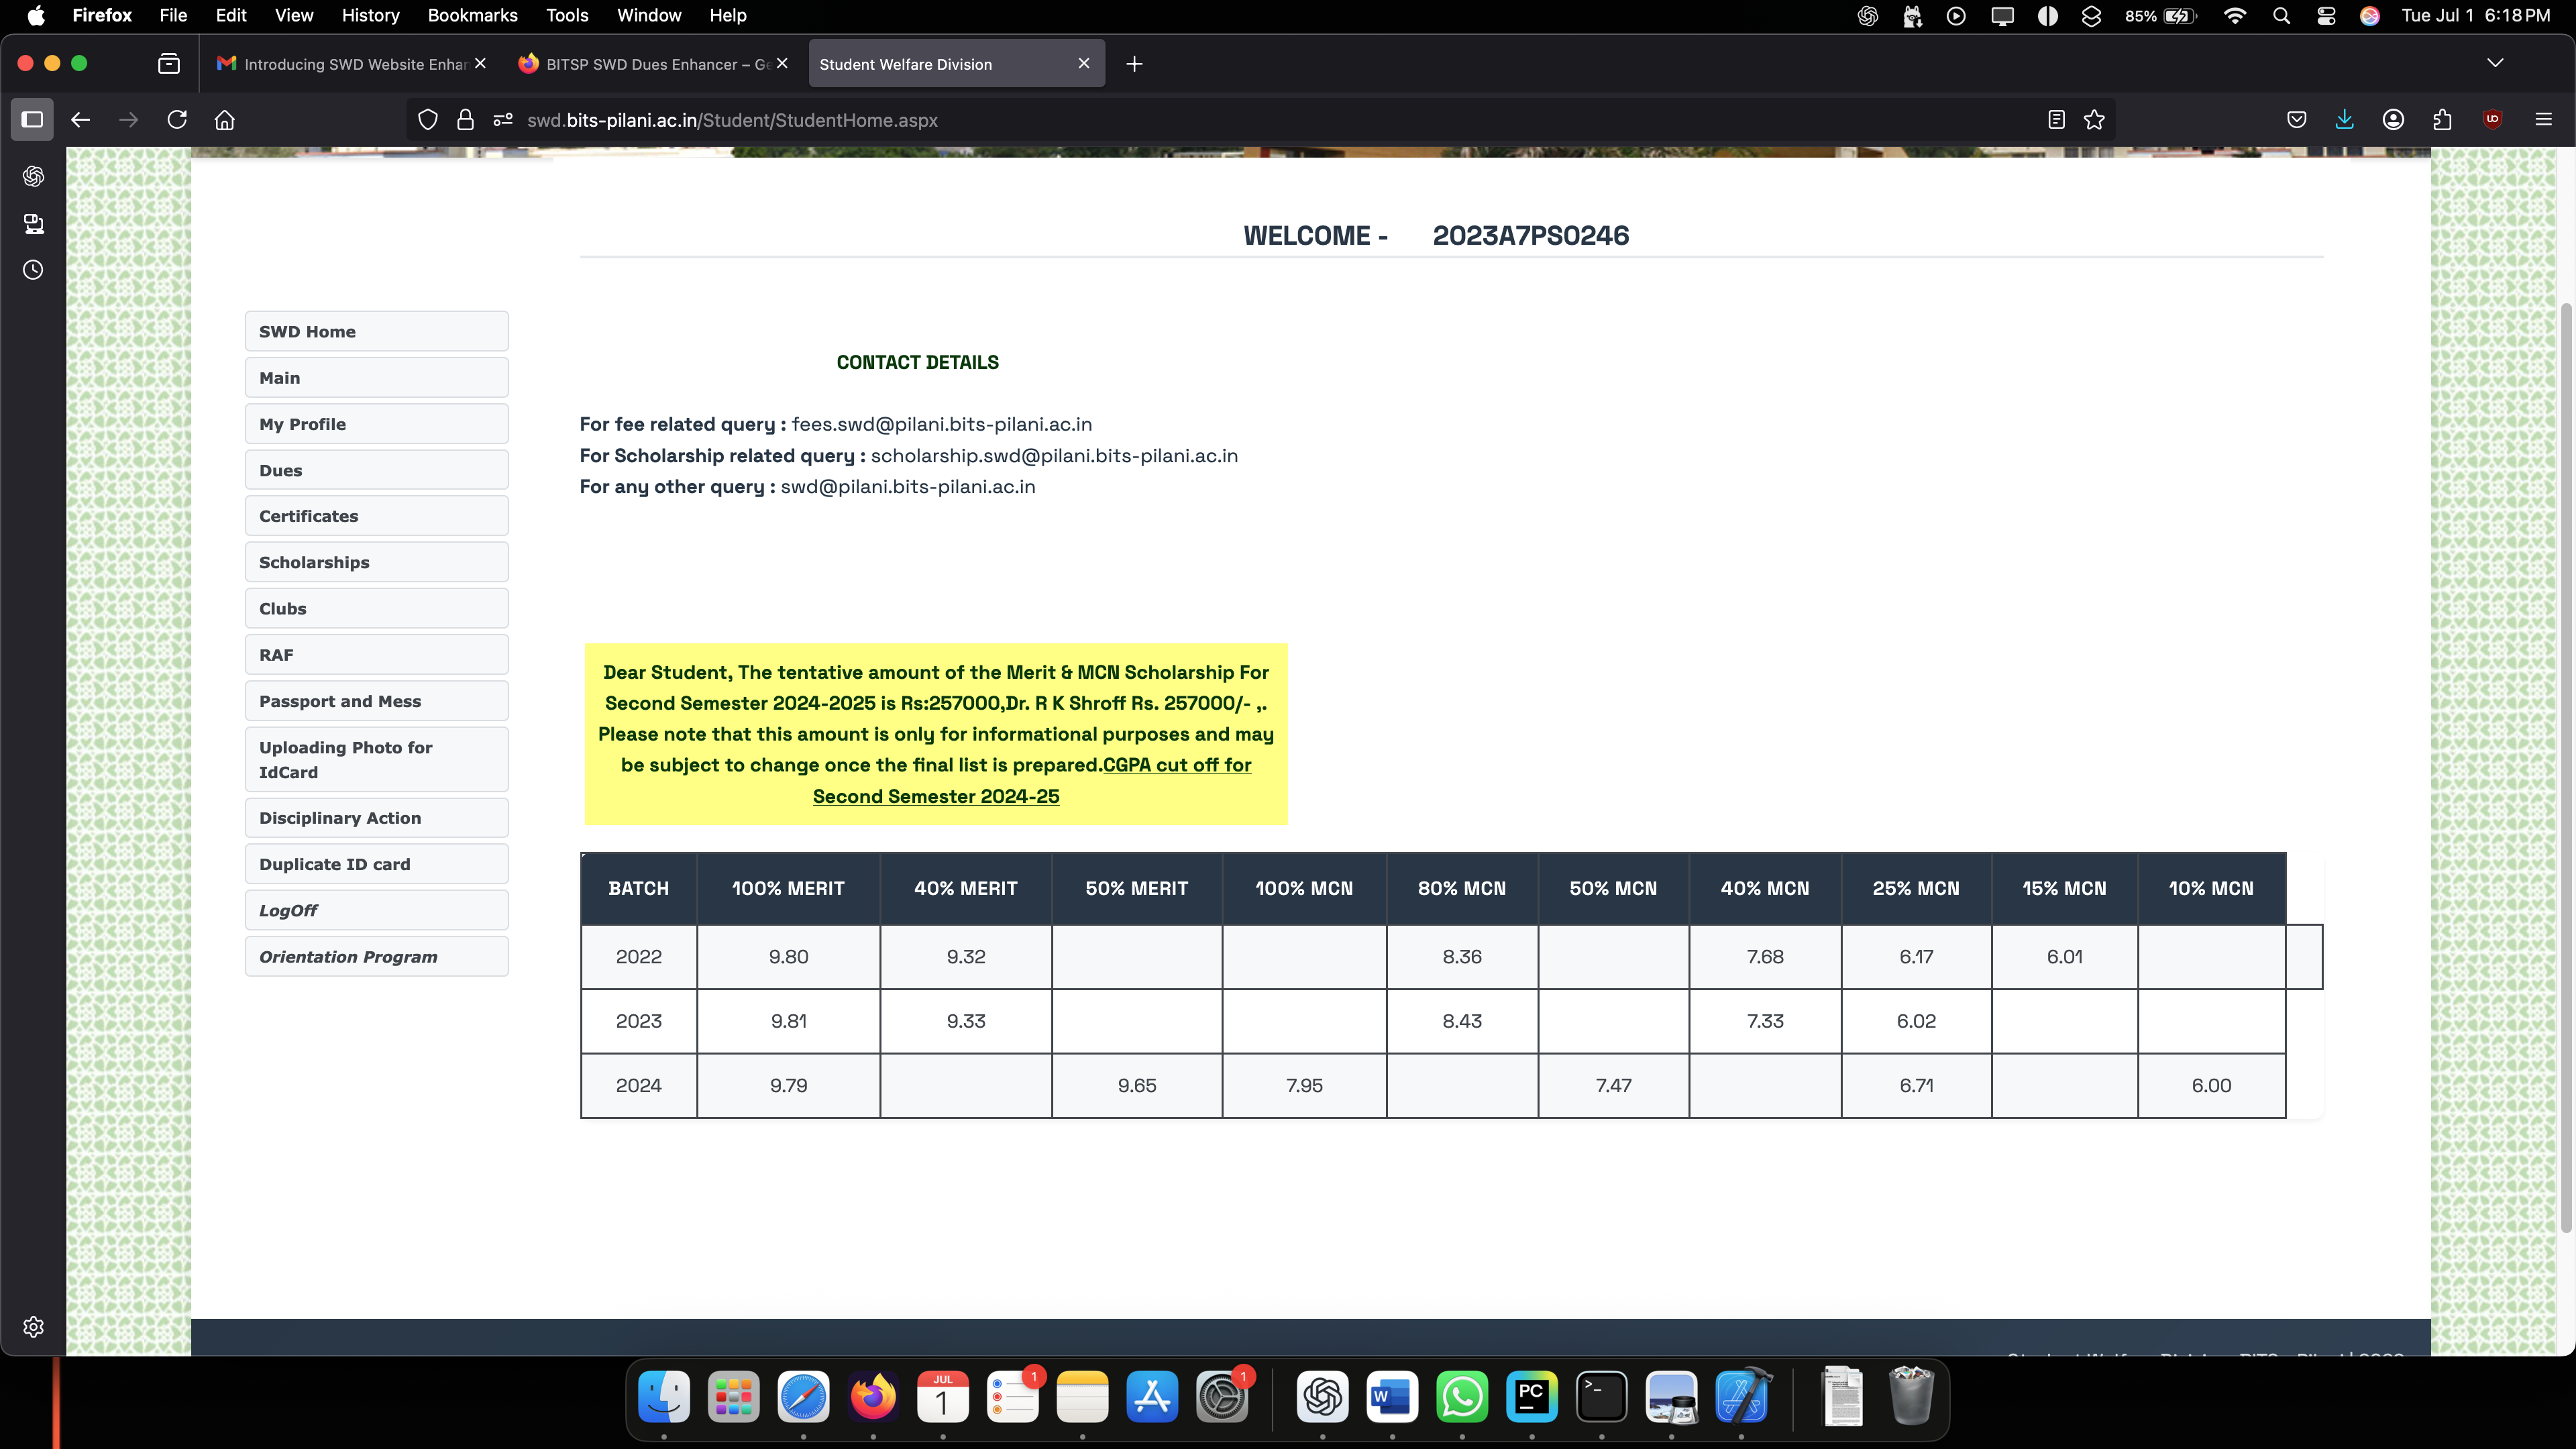 Firefox File Edit View History Bookmarks Tools Window Help 85% Tue Jul 1 6:18 PM
Introducing SWD Website Enhan BITSP SWD Dues Enhancer – Ge Student Welfare Division
swd.bits-pilani.ac.in/Student/StudentHome.aspx
WELCOME - 2023A7PS0246
SWD Home
Main
My Profile
Dues
Certificates
Scholarships
Clubs
RAF
Passport and Mess
Uploading Photo for
IdCard
Disciplinary Action
Duplicate ID card
LogOff
Orientation Program
CONTACT DETAILS
For fee related query : fees.swd@pilani.bits-pilani.ac.in
For Scholarship related query : scholarship.swd@pilani.bits-pilani.ac.in
For any other query : swd@pilani.bits-pilani.ac.in
Dear Student, The tentative amount of the Merit & MCN Scholarship For
Second Semester 2024-2025 is Rs:257000,Dr. R K Shroff Rs. 257000/- ,.
Please note that this amount is only for informational purposes and may
be subject to change once the final list is prepared.CGPA cut off for
Second Semester 2024-25
BATCH 100% MERIT 40% MERIT 50% MERIT 100% MCN 80% MCN 50% MCN 40% MCN 25% MCN 15% MCN 10% MCN
2022 9.80 9.32 8.36 7.68 6.17 6.01
2023 9.81 9.33 8.43 7.33 6.02
2024 9.79 9.65 7.95 7.47 6.71 6.00
JUL
1
1
1
W
PC
>_